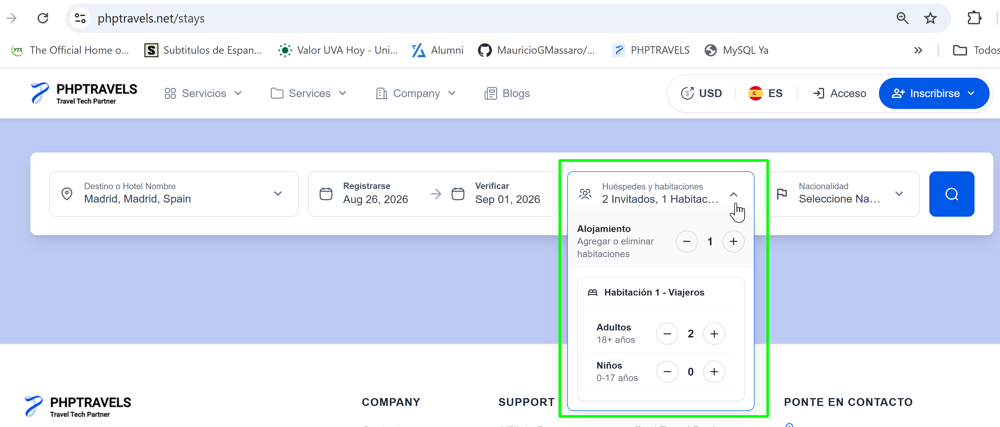 phptravels.net/stays
YTS
The Official Home o...
S
Subtitulos de Espan...
Valor UVA Hoy - Uni...
Alumni
MauricioGMassaro/...
PHPTRAVELS
MySQL Ya
»
Todos
PHPTRAVELS
Travel Tech Partner
Servicios
Services
Company
Blogs
$ USD
ES
Acceso
Inscribirse
Destino o Hotel Nombre
Madrid, Madrid, Spain
Registrarse
Aug 26, 2026
Verificar
Sep 01, 2026
Huéspedes y habitaciones
2 Invitados, 1 Habitac...
Nacionalidad
Seleccione Na...
Alojamiento
Agregar o eliminar
habitaciones
− 1 +
Habitación 1 - Viajeros
Adultos
18+ años
− 2 +
Niños
0-17 años
− 0 +
PHPTRAVELS
Travel Tech Partner
COMPANY
SUPPORT
PONTE EN CONTACTO